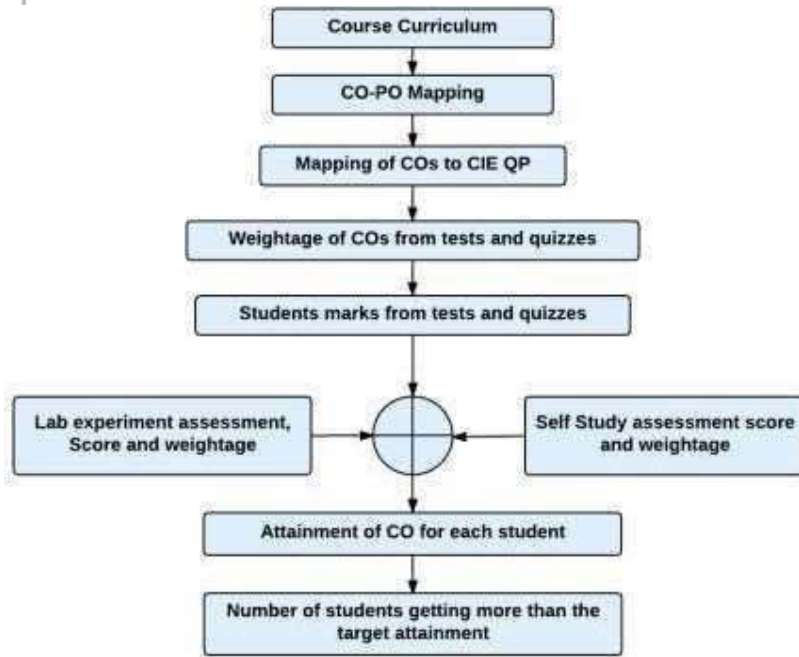 Course Curriculum
CO-PO Mapping
Mapping of COs to CIE QP
Weightage of COs from tests and quizzes
Students marks from tests and quizzes
Lab experiment assessment,
Score and weightage
Self Study assessment score
and weightage
Attainment of CO for each student
Number of students getting more than the
target attainment